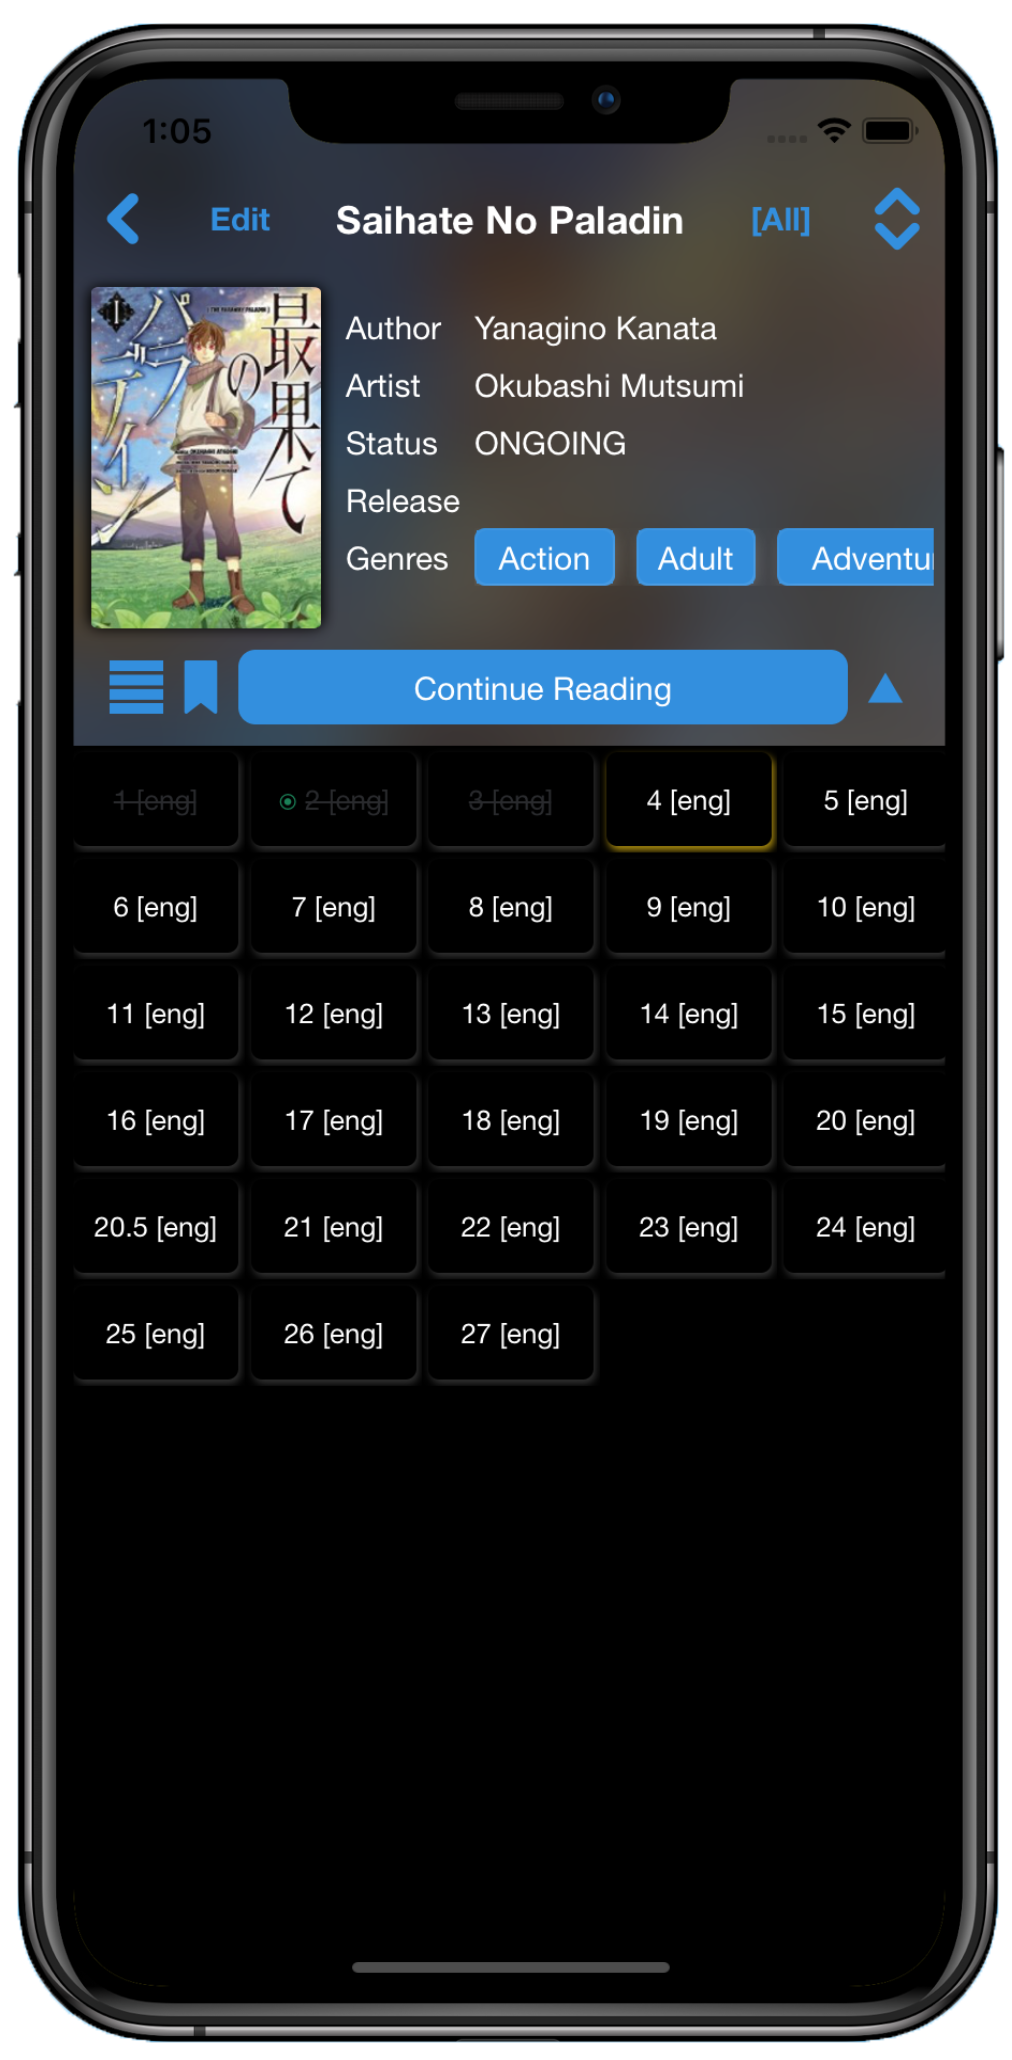 1:05
Edit Saihate No Paladin [All]
I
最果ての
パラディン
Author Yanagino Kanata
Artist Okubashi Mutsumi
Status ONGOING
Release
Genres Action Adult Adventu
Continue Reading
1 [eng] 2 [eng] 3 [eng] 4 [eng] 5 [eng]
6 [eng] 7 [eng] 8 [eng] 9 [eng] 10 [eng]
11 [eng] 12 [eng] 13 [eng] 14 [eng] 15 [eng]
16 [eng] 17 [eng] 18 [eng] 19 [eng] 20 [eng]
20.5 [eng] 21 [eng] 22 [eng] 23 [eng] 24 [eng]
25 [eng] 26 [eng] 27 [eng]